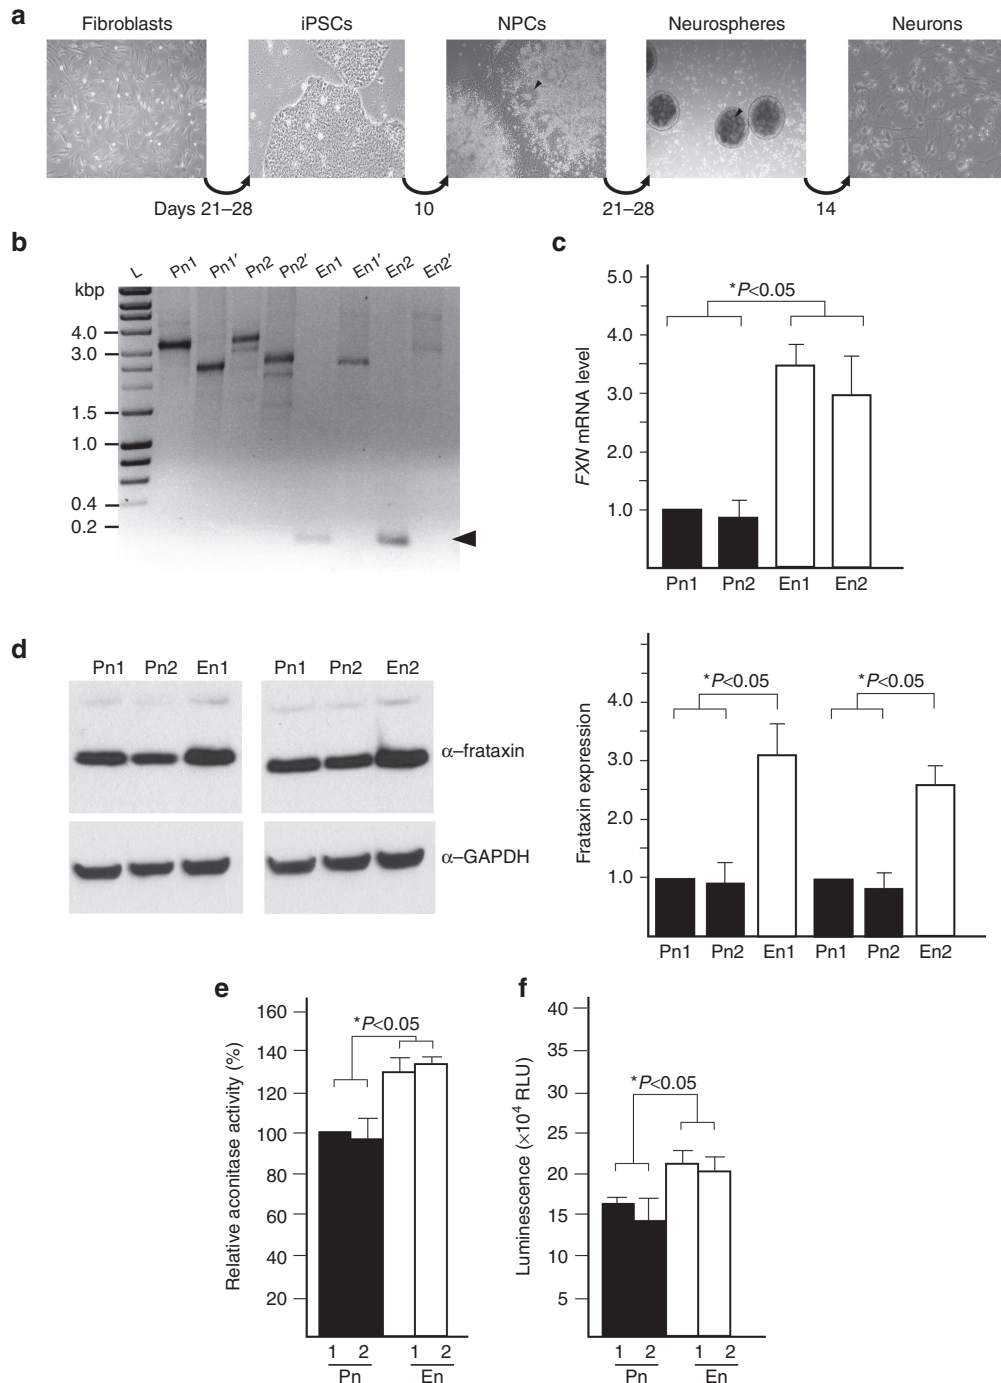 a
Fibroblasts iPSCs NPCs Neurospheres Neurons
Days 21–28 10 21–28 14
b
L Pn1 Pn1′ Pn2 Pn2′ En1 En1′ En2 En2′
kbp
4.0
3.0
1.5
1.0
0.4
0.2
c
5.0
4.0
3.0
2.0
1.0
FXN mRNA level
*P<0.05
Pn1 Pn2 En1 En2
d
Pn1 Pn2 En1 Pn1 Pn2 En2
α–frataxin
α–GAPDH
4.0
3.0
2.0
1.0
Frataxin expression
*P<0.05 *P<0.05
Pn1 Pn2 En1 Pn1 Pn2 En2
e
160
140
120
100
80
60
40
20
Relative aconitase activity (%)
*P<0.05
1 2 1 2
Pn En
f
40
35
30
25
20
15
10
5
Luminescence (×10⁴ RLU)
*P<0.05
1 2 1 2
Pn En